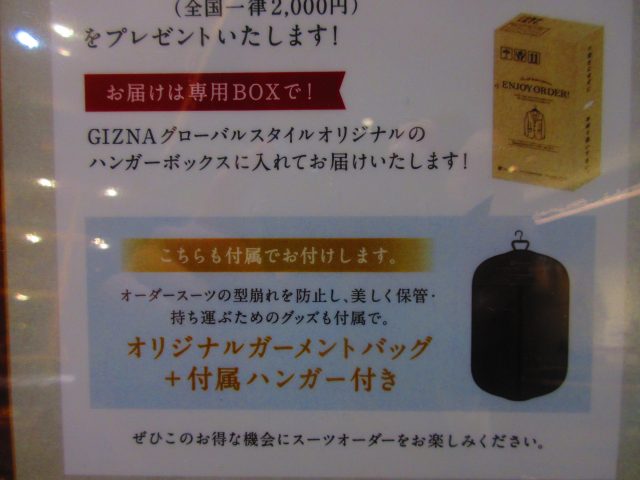 (全国一律2,000円)
をプレゼントいたします!
お届けは専用BOXで!
GIZNAグローバルスタイルオリジナルの
ハンガーボックスに入れてお届けいたします!
ENJOY ORDER!
こちらも付属でお付けします。
オーダースーツの型崩れを防止し、美しく保管・
持ち運ぶためのグッズも付属で。
オリジナルガーメントバッグ
+付属ハンガー付き
ぜひこのお得な機会にスーツオーダーをお楽しみください。